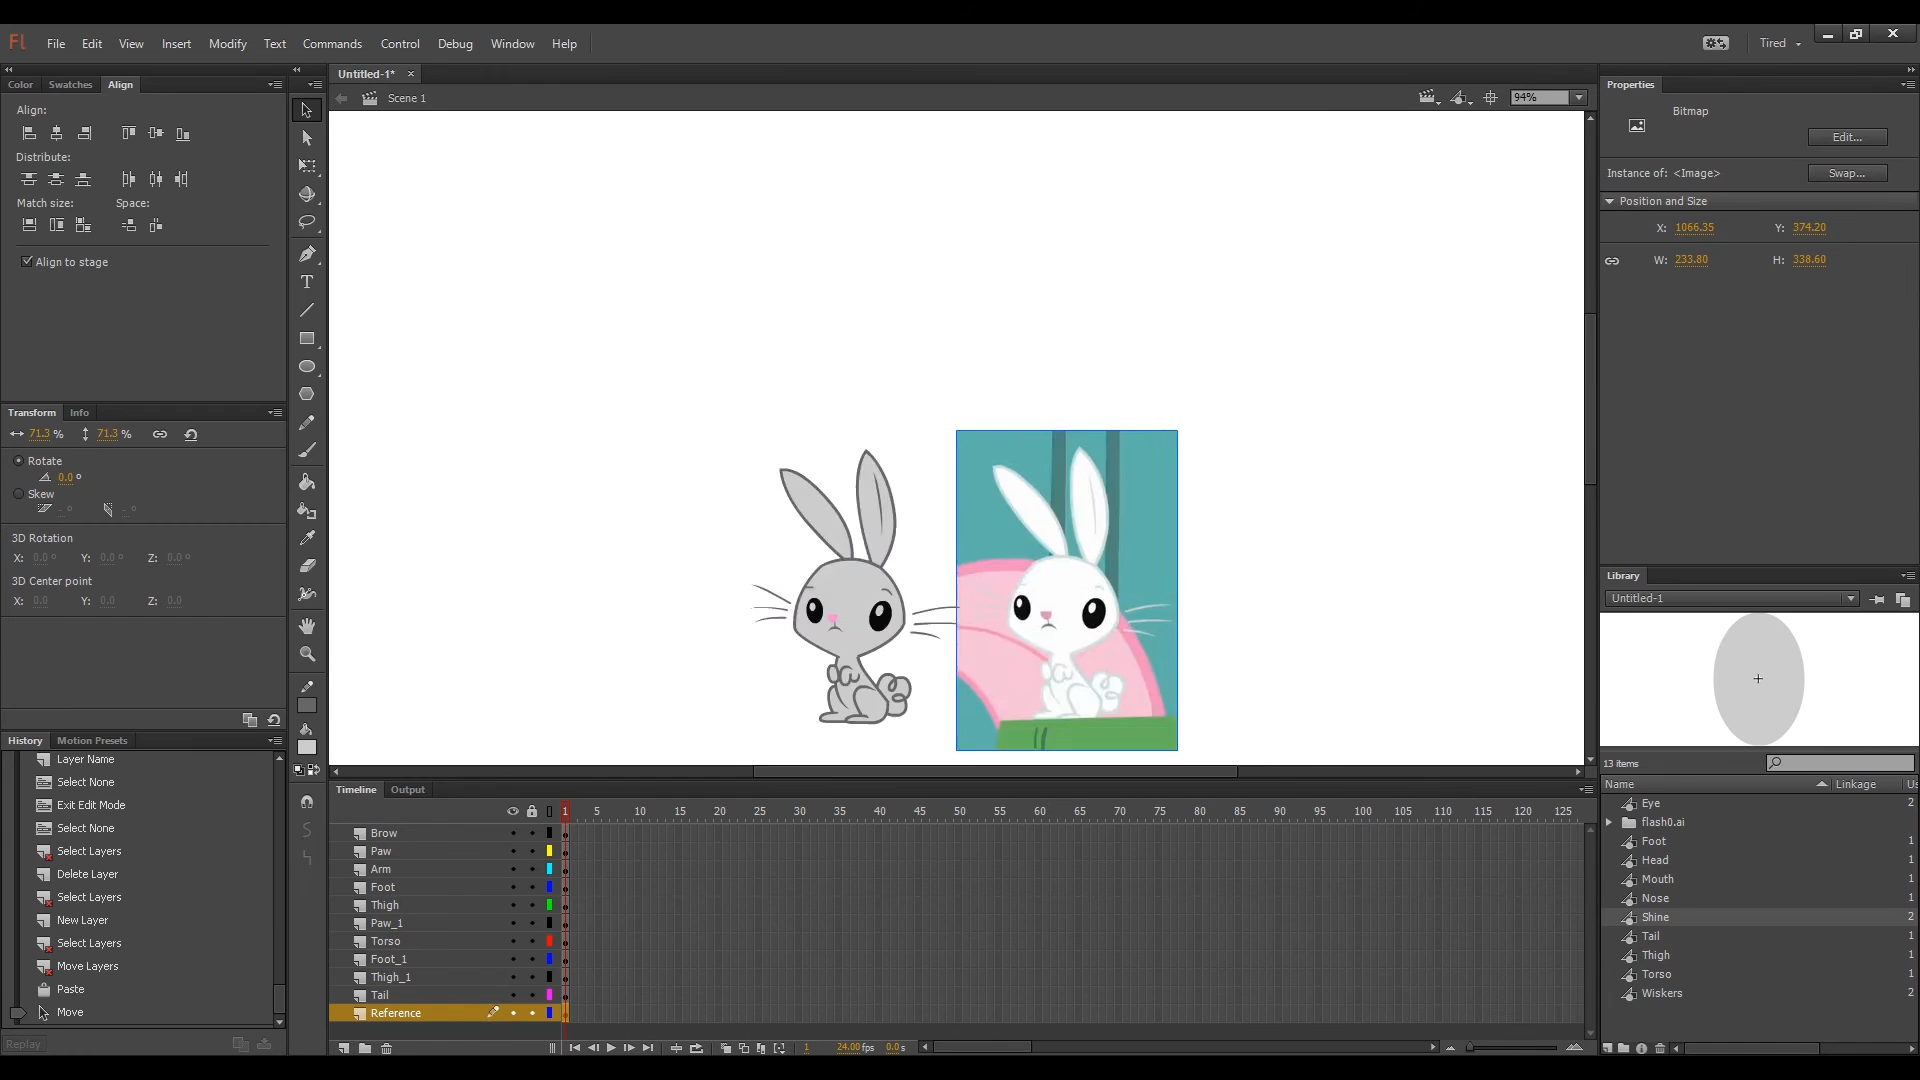 Fl File Edit View Insert Modify Text Commands Control Debug Window Help Tired
Color Swatches Align
Untitled-1* ×
Properties
Scene 1
94%
Align:
Bitmap
Edit...
Distribute:
Instance of: <Image>
Swap...
Match size: Space:
Position and Size
X: 1066.35 Y: 374.20
W: 233.80 H: 338.60
Align to stage
Transform Info
71.3 % 71.3 %
Rotate
0.0 °
Skew
3D Rotation
X: 0.0 ° Y: 0.0 ° Z: 0.0 °
3D Center point
X: 0.0 Y: 0.0 Z: 0.0
Library
Untitled-1
History Motion Presets
Layer Name
Select None
Exit Edit Mode
Select None
Select Layers
Delete Layer
Select Layers
New Layer
Select Layers
Move Layers
Paste
Move
Replay
Timeline Output
1 5 10 15 20 25 30 35 40 45 50 55 60 65 70 75 80 85 90 95 100 105 110 115 120 125
Brow
Paw
Arm
Foot
Thigh
Paw_1
Torso
Foot_1
Thigh_1
Tail
Reference
1 24.00 fps 0.0 s
13 items
Name Linkage Us
Eye 2
flash0.ai
Foot 1
Head 1
Mouth 1
Nose 1
Shine 2
Tail 1
Thigh 1
Torso 1
Wiskers 2